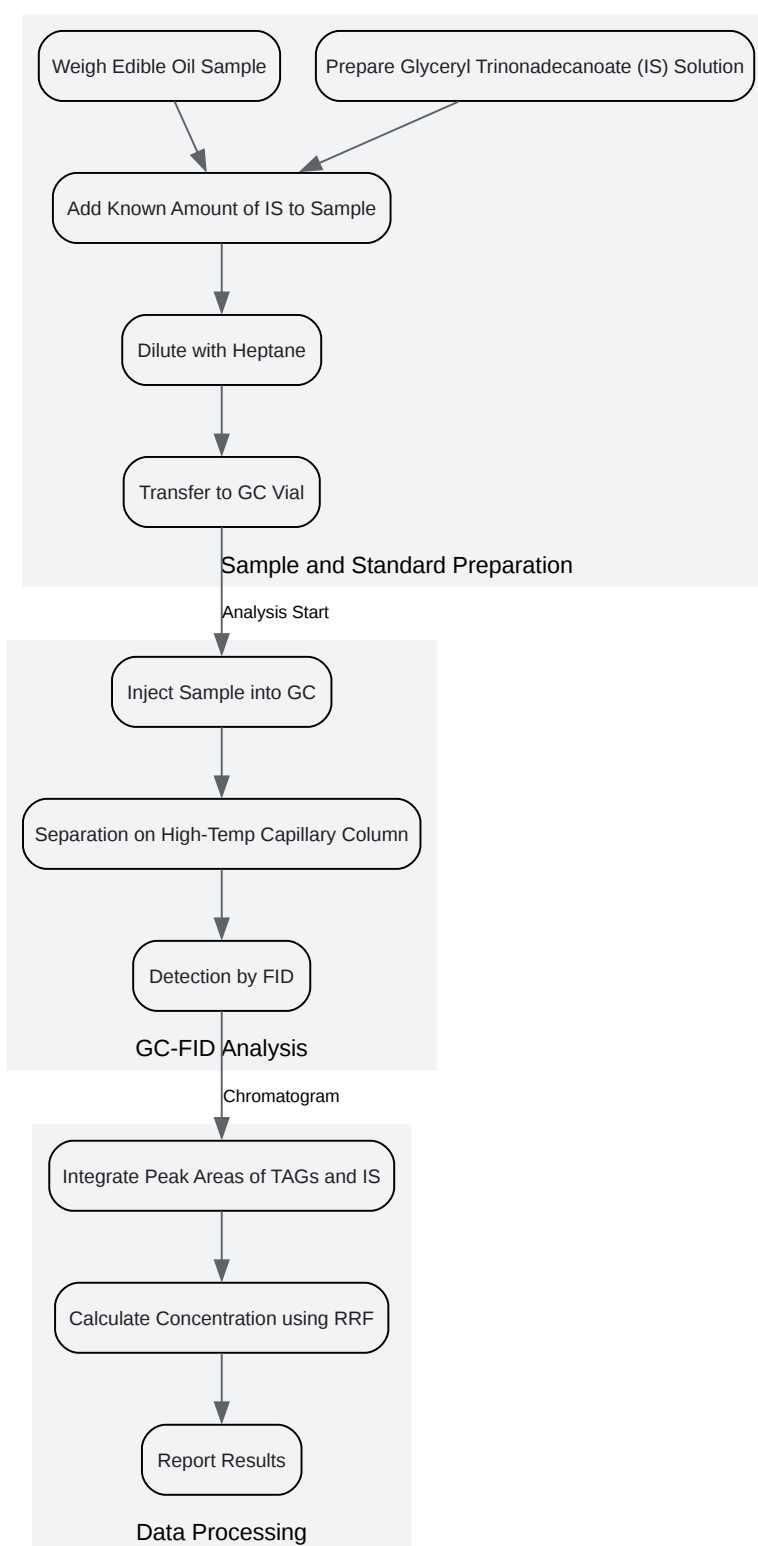 Weigh Edible Oil Sample
Prepare Glyceryl Trinonadecanoate (IS) Solution
Add Known Amount of IS to Sample
Dilute with Heptane
Transfer to GC Vial
Sample and Standard Preparation
Analysis Start
Inject Sample into GC
Separation on High-Temp Capillary Column
Detection by FID
GC-FID Analysis
Chromatogram
Integrate Peak Areas of TAGs and IS
Calculate Concentration using RRF
Report Results
Data Processing